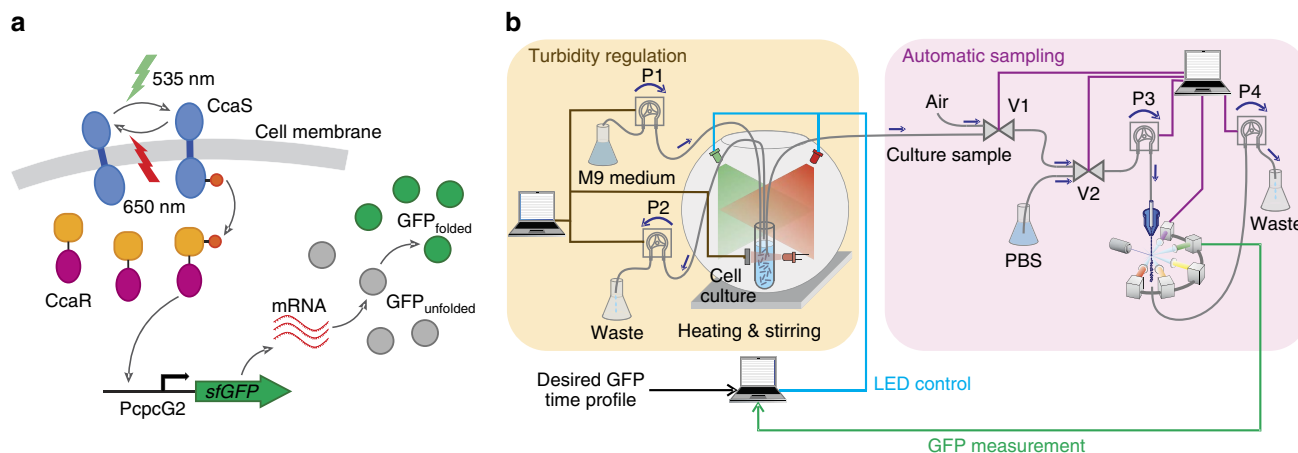 a
535 nm
CcaS
Cell membrane
650 nm
CcaR
GFPfolded
GFPunfolded
mRNA
PcpcG2
sfGFP
b
Turbidity regulation
P1
M9 medium
P2
Waste
Cell
culture
Heating & stirring
Automatic sampling
Air
V1
Culture sample
V2
P3
P4
PBS
Waste
Desired GFP
time profile
LED control
GFP measurement